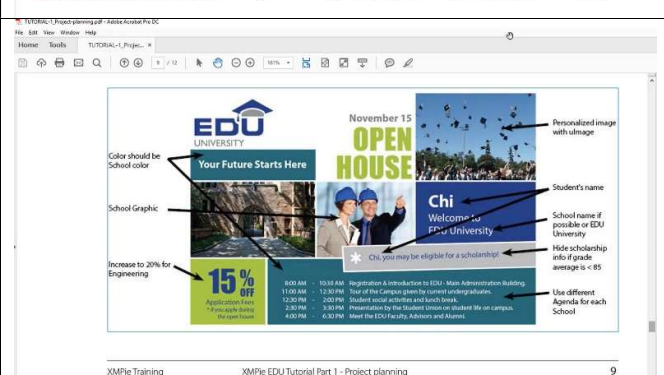 TUTORIAL-1_Project-planning.pdf - Adobe Acrobat Pro DC
File Edit View Window Help
Home Tools TUTORIAL-1_Projec... ×
9 / 12 161%
EDU
UNIVERSITY
Your Future Starts Here
November 15
OPEN
HOUSE
Personalized image
with uImage
Color should be
School color
School Graphic
Increase to 20% for
Engineering
Student's name
School name if
possible or EDU
University
Hide scholarship
info if grade
average is < 85
Use different
Agenda for each
School
Chi
Welcome to
EDU University
Chi, you may be eligible for a scholarship!
15%
OFF
Application Fees
* if you apply during
the open house
8:00 AM - 10:30 AM Registration & Introduction to EDU - Main Administration Building.
11:00 AM - 12:30 PM Tour of the Campus given by current undergraduates.
12:30 PM - 2:00 PM Student social activities and lunch break.
2:30 PM - 3:30 PM Presentation by the Student Union on student life on campus.
4:00 PM - 6:30 PM Meet the EDU Faculty, Advisors and Alumni.
XMPie Training XMPie EDU Tutorial Part 1 - Project planning 9